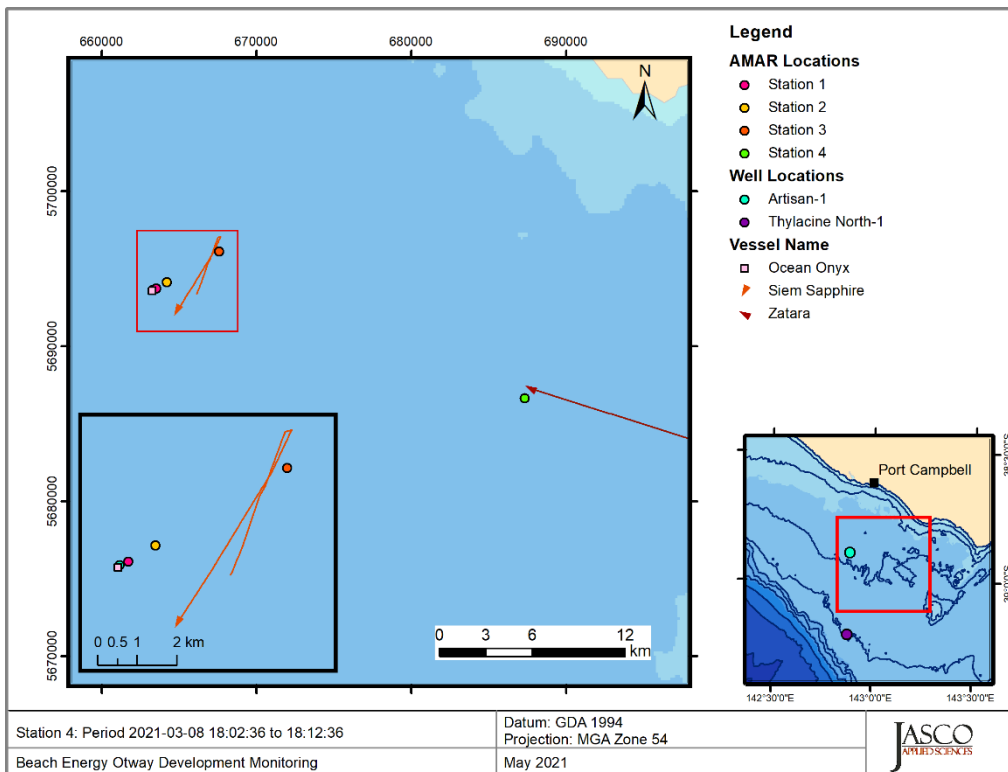 660000
670000
680000
690000
5700000
5690000
5680000
5670000
N
0 0.5 1 2 km
0 3 6 12
km
Legend
AMAR Locations
Station 1
Station 2
Station 3
Station 4
Well Locations
Artisan-1
Thylacine North-1
Vessel Name
Ocean Onyx
Siem Sapphire
Zatara
Port Campbell
142°30'0"E
143°0'0"E
143°30'0"E
Station 4: Period 2021-03-08 18:02:36 to 18:12:36
Datum: GDA 1994
Projection: MGA Zone 54
Beach Energy Otway Development Monitoring
May 2021
JASCO
APPLIED SCIENCES